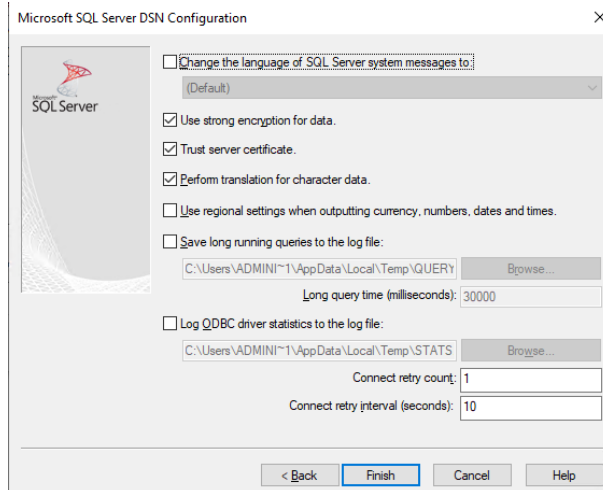 Microsoft SQL Server DSN Configuration
Microsoft
SQL Server
Change the language of SQL Server system messages to:
(Default)
Use strong encryption for data.
Trust server certificate.
Perform translation for character data.
Use regional settings when outputting currency, numbers, dates and times.
Save long running queries to the log file:
C:\Users\ADMINI~1\AppData\Local\Temp\QUERY Browse...
Long query time (milliseconds): 30000
Log ODBC driver statistics to the log file:
C:\Users\ADMINI~1\AppData\Local\Temp\STATS Browse...
Connect retry count: 1
Connect retry interval (seconds): 10
< Back Finish Cancel Help